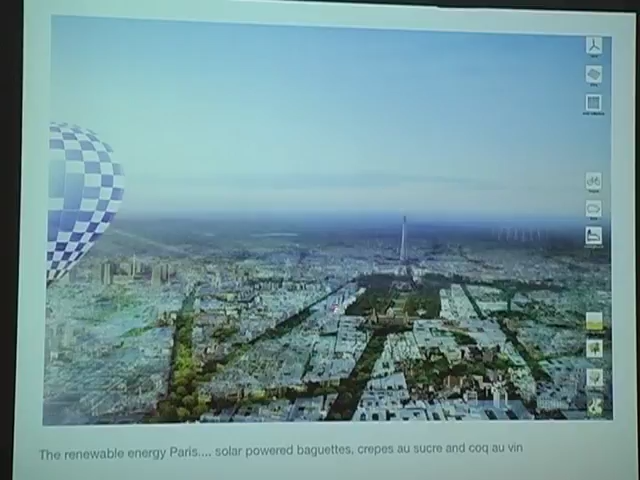 The renewable energy Paris.... solar powered baguettes, crepes au sucre and coq au vin